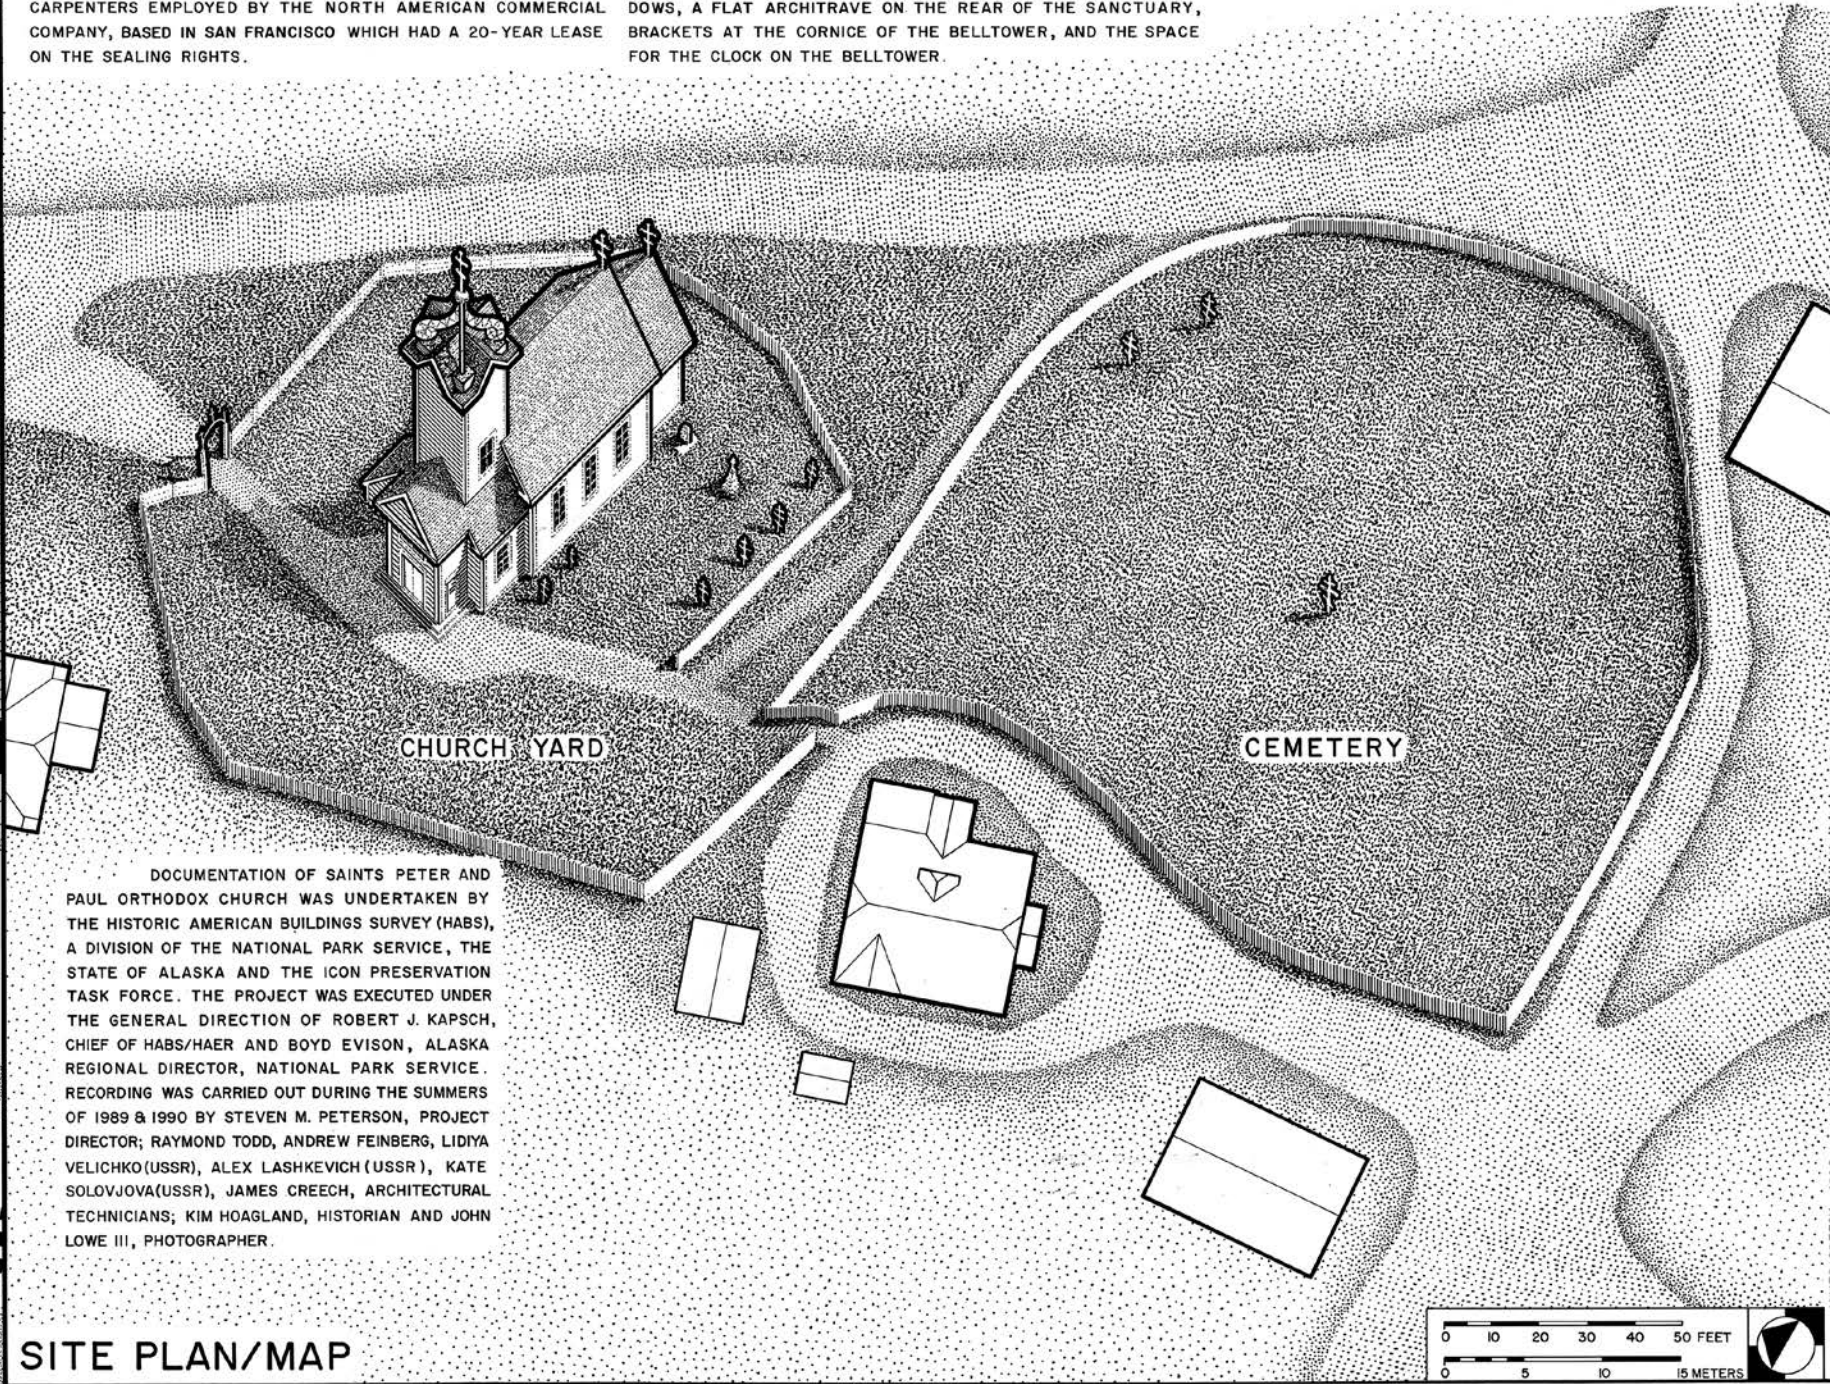 CARPENTERS EMPLOYED BY THE NORTH AMERICAN COMMERCIAL
COMPANY, BASED IN SAN FRANCISCO WHICH HAD A 20-YEAR LEASE
ON THE SEALING RIGHTS.
DOWS, A FLAT ARCHITRAVE ON THE REAR OF THE SANCTUARY,
BRACKETS AT THE CORNICE OF THE BELLTOWER, AND THE SPACE
FOR THE CLOCK ON THE BELLTOWER.
CHURCH YARD
CEMETERY
DOCUMENTATION OF SAINTS PETER AND
PAUL ORTHODOX CHURCH WAS UNDERTAKEN BY
THE HISTORIC AMERICAN BUILDINGS SURVEY (HABS),
A DIVISION OF THE NATIONAL PARK SERVICE, THE
STATE OF ALASKA AND THE ICON PRESERVATION
TASK FORCE. THE PROJECT WAS EXECUTED UNDER
THE GENERAL DIRECTION OF ROBERT J. KAPSCH,
CHIEF OF HABS/HAER AND BOYD EVISON, ALASKA
REGIONAL DIRECTOR, NATIONAL PARK SERVICE.
RECORDING WAS CARRIED OUT DURING THE SUMMERS
OF 1989 & 1990 BY STEVEN M. PETERSON, PROJECT
DIRECTOR; RAYMOND TODD, ANDREW FEINBERG, LIDIYA
VELICHKO (USSR), ALEX LASHKEVICH (USSR), KATE
SOLOVJOVA (USSR), JAMES CREECH, ARCHITECTURAL
TECHNICIANS; KIM HOAGLAND, HISTORIAN AND JOHN
LOWE III, PHOTOGRAPHER.
SITE PLAN/MAP
0 10 20 30 40 50 FEET
0 5 10 15 METERS